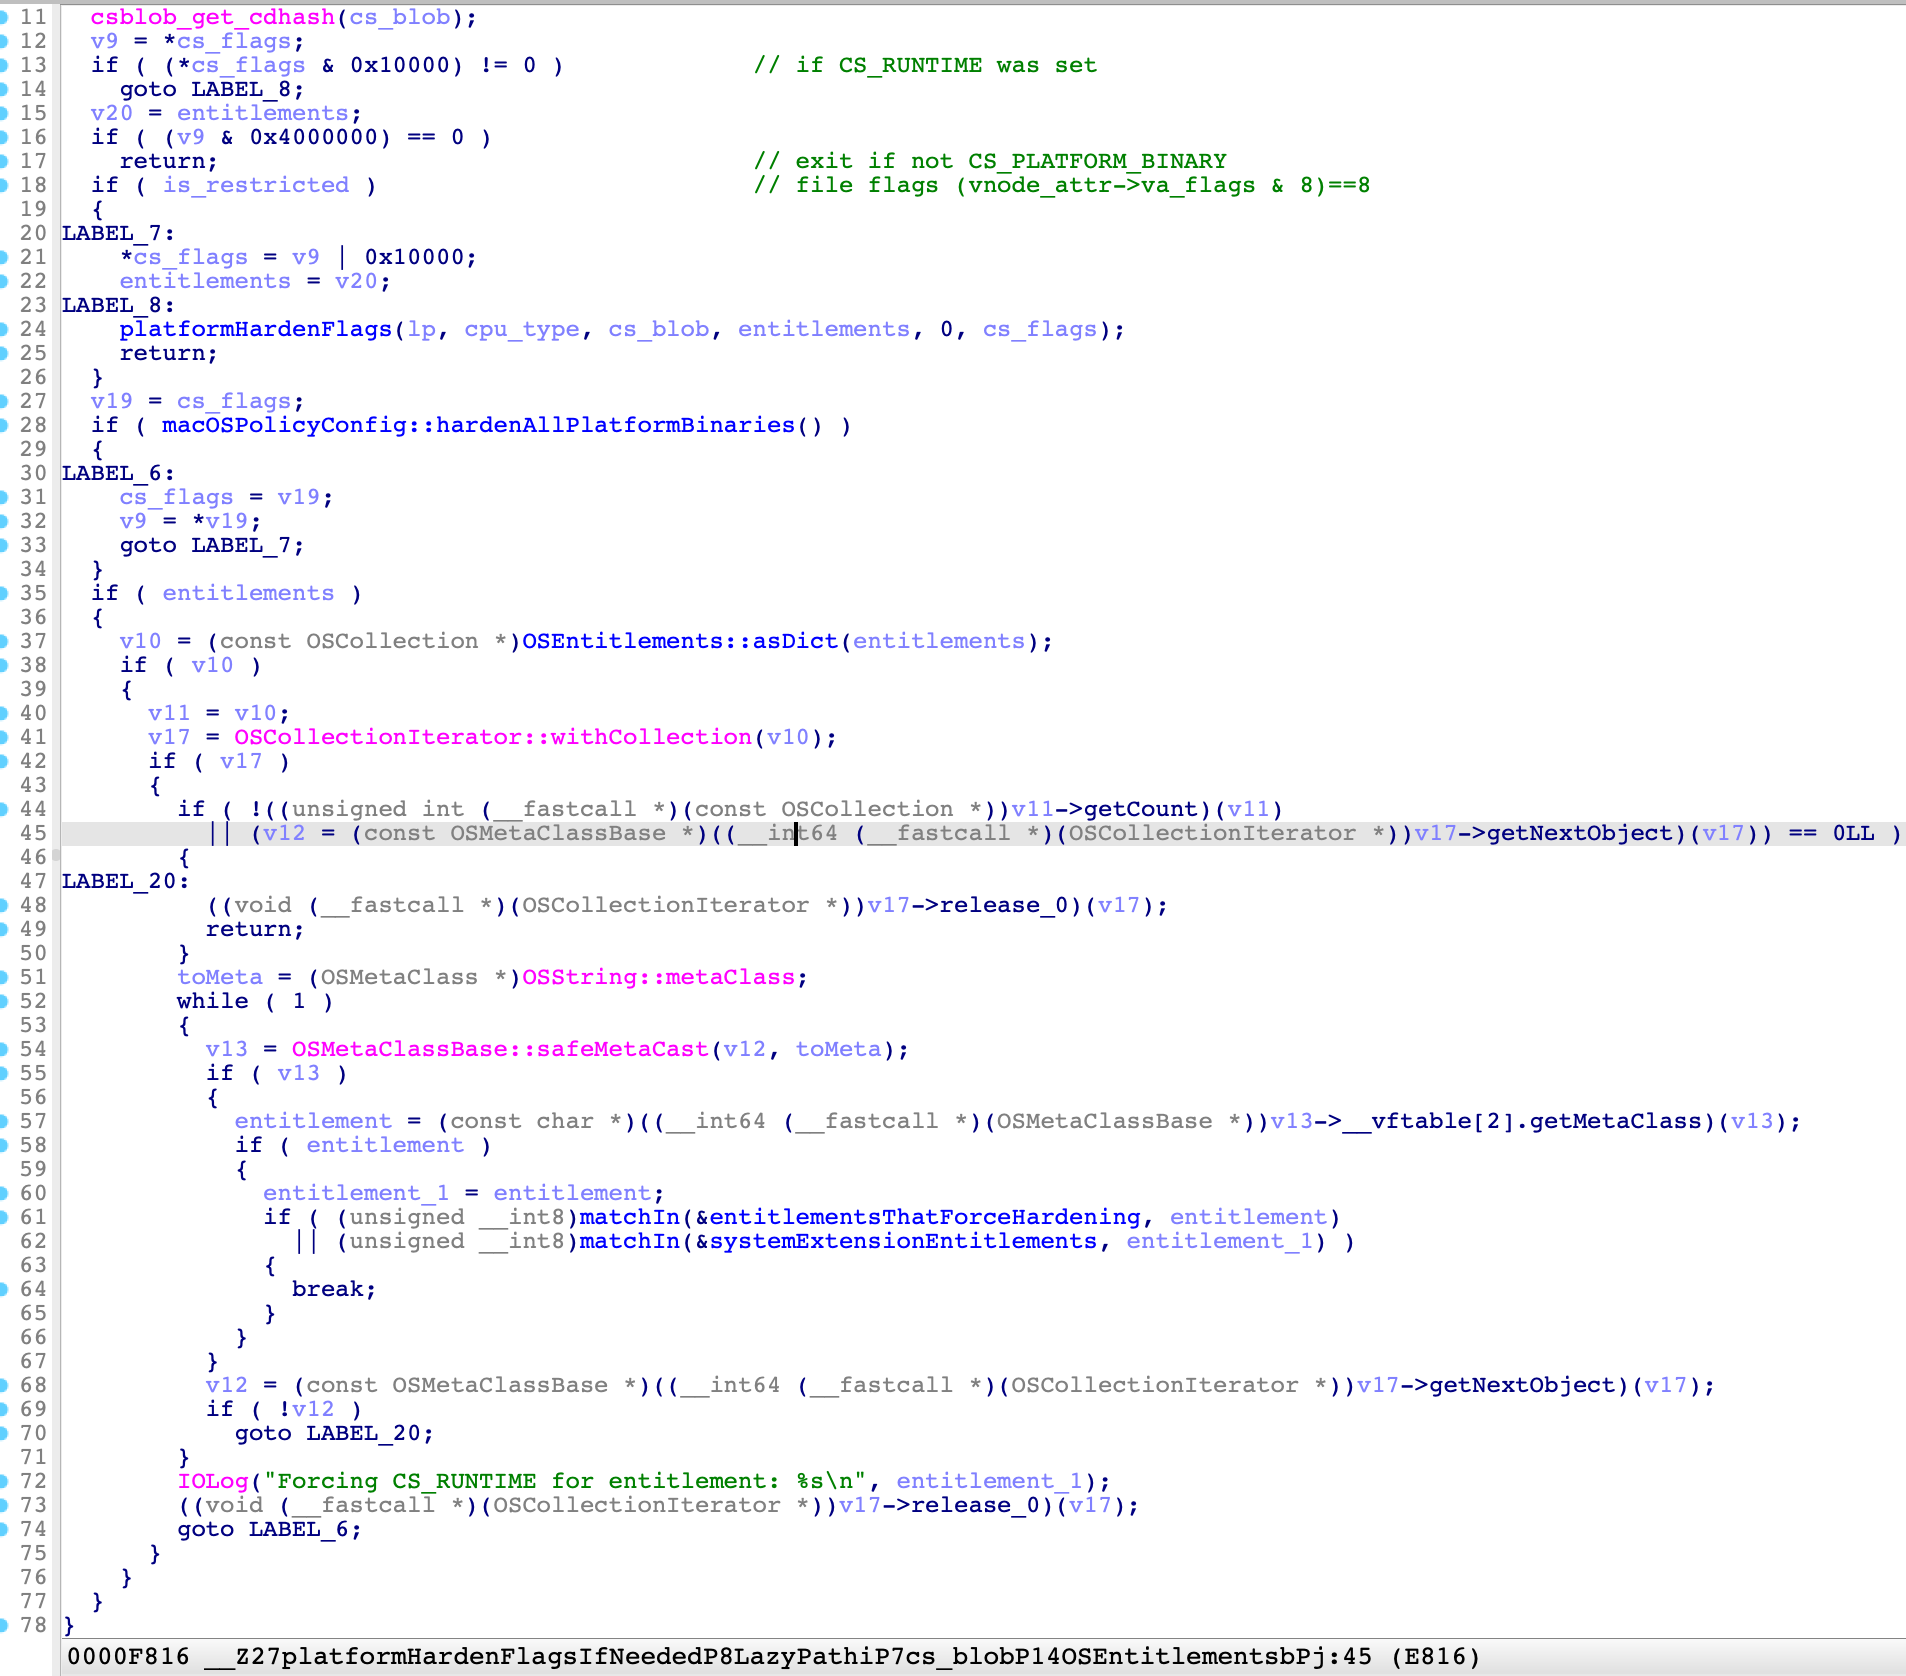 11 csblob_get_cdhash(cs_blob);
12 v9 = *cs_flags;
13 if ( (*cs_flags & 0x10000) != 0 ) // if CS_RUNTIME was set
14 goto LABEL_8;
15 v20 = entitlements;
16 if ( (v9 & 0x4000000) == 0 )
17 return; // exit if not CS_PLATFORM_BINARY
18 if ( is_restricted ) // file flags (vnode_attr->va_flags & 8)==8
19 {
20 LABEL_7:
21 *cs_flags = v9 | 0x10000;
22 entitlements = v20;
23 LABEL_8:
24 platformHardenFlags(lp, cpu_type, cs_blob, entitlements, 0, cs_flags);
25 return;
26 }
27 v19 = cs_flags;
28 if ( macOSPolicyConfig::hardenAllPlatformBinaries() )
29 {
30 LABEL_6:
31 cs_flags = v19;
32 v9 = *v19;
33 goto LABEL_7;
34 }
35 if ( entitlements )
36 {
37 v10 = (const OSCollection *)OSEntitlements::asDict(entitlements);
38 if ( v10 )
39 {
40 v11 = v10;
41 v17 = OSCollectionIterator::withCollection(v10);
42 if ( v17 )
43 {
44 if ( !((unsigned int (__fastcall *)(const OSCollection *))v11->getCount)(v11)
45 || (v12 = (const OSMetaClassBase *)((__int64 (__fastcall *)(OSCollectionIterator *))v17->getNextObject)(v17)) == 0LL )
46 {
47 LABEL_20:
48 ((void (__fastcall *)(OSCollectionIterator *))v17->release_0)(v17);
49 return;
50 }
51 toMeta = (OSMetaClass *)OSString::metaClass;
52 while ( 1 )
53 {
54 v13 = OSMetaClassBase::safeMetaCast(v12, toMeta);
55 if ( v13 )
56 {
57 entitlement = (const char *)((__int64 (__fastcall *)(OSMetaClassBase *))v13->__vftable[2].getMetaClass)(v13);
58 if ( entitlement )
59 {
60 entitlement_1 = entitlement;
61 if ( (unsigned __int8)matchIn(&entitlementsThatForceHardening, entitlement)
62 || (unsigned __int8)matchIn(&systemExtensionEntitlements, entitlement_1) )
63 {
64 break;
65 }
66 }
67 }
68 v12 = (const OSMetaClassBase *)((__int64 (__fastcall *)(OSCollectionIterator *))v17->getNextObject)(v17);
69 if ( !v12 )
70 goto LABEL_20;
71 }
72 IOLog("Forcing CS_RUNTIME for entitlement: %s\n", entitlement_1);
73 ((void (__fastcall *)(OSCollectionIterator *))v17->release_0)(v17);
74 goto LABEL_6;
75 }
76 }
77 }
78 }
0000F816 __Z27platformHardenFlagsIfNeededP8LazyPathiP7cs_blobP14OSEntitlementsbPj:45 (E816)